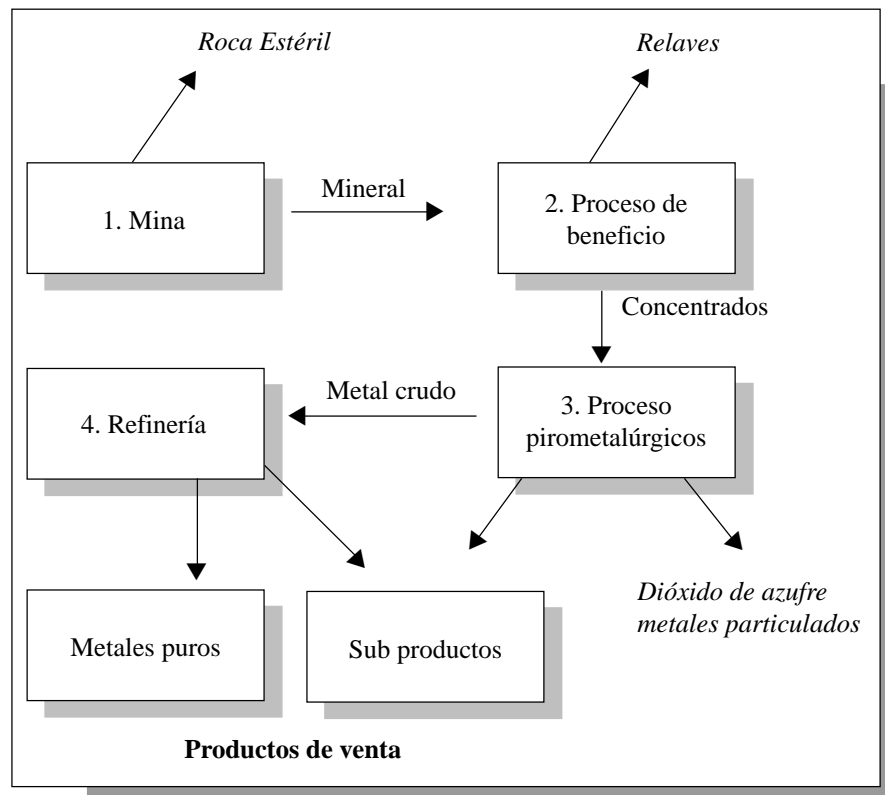 Roca Estéril
Relaves
1. Mina
Mineral
2. Proceso de
beneficio
Concentrados
4. Refinería
Metal crudo
3. Proceso
pirometalúrgicos
Metales puros
Sub productos
Dióxido de azufre
metales particulados
Productos de venta